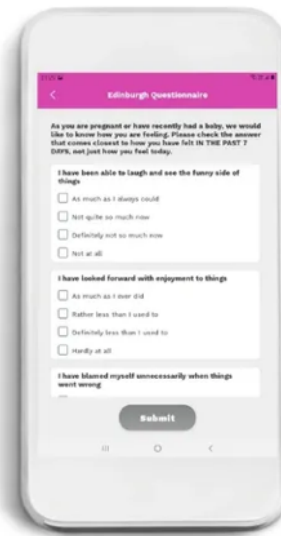 Edinburgh Questionnaire
As you are pregnant or have recently had a baby, we would
like to know how you are feeling. Please check the answer
that comes closest to how you have felt IN THE PAST 7
DAYS, not just how you feel today.
I have been able to laugh and see the funny side of
things
As much as I always could
Not quite so much now
Definitely not so much now
Not at all
I have looked forward with enjoyment to things
As much as I ever did
Rather less than I used to
Definitely less than I used to
Hardly at all
I have blamed myself unnecessarily when things
went wrong
Submit